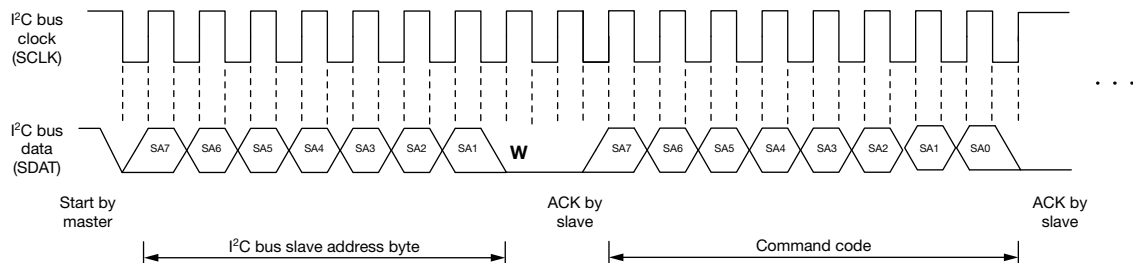 I²C bus
clock
(SCLK)
. . .
I²C bus
data
(SDAT)
SA7 SA6 SA5 SA4 SA3 SA2 SA1 W SA7 SA6 SA5 SA4 SA3 SA2 SA1 SA0
Start by
master
ACK by
slave
ACK by
slave
I²C bus slave address byte
Command code